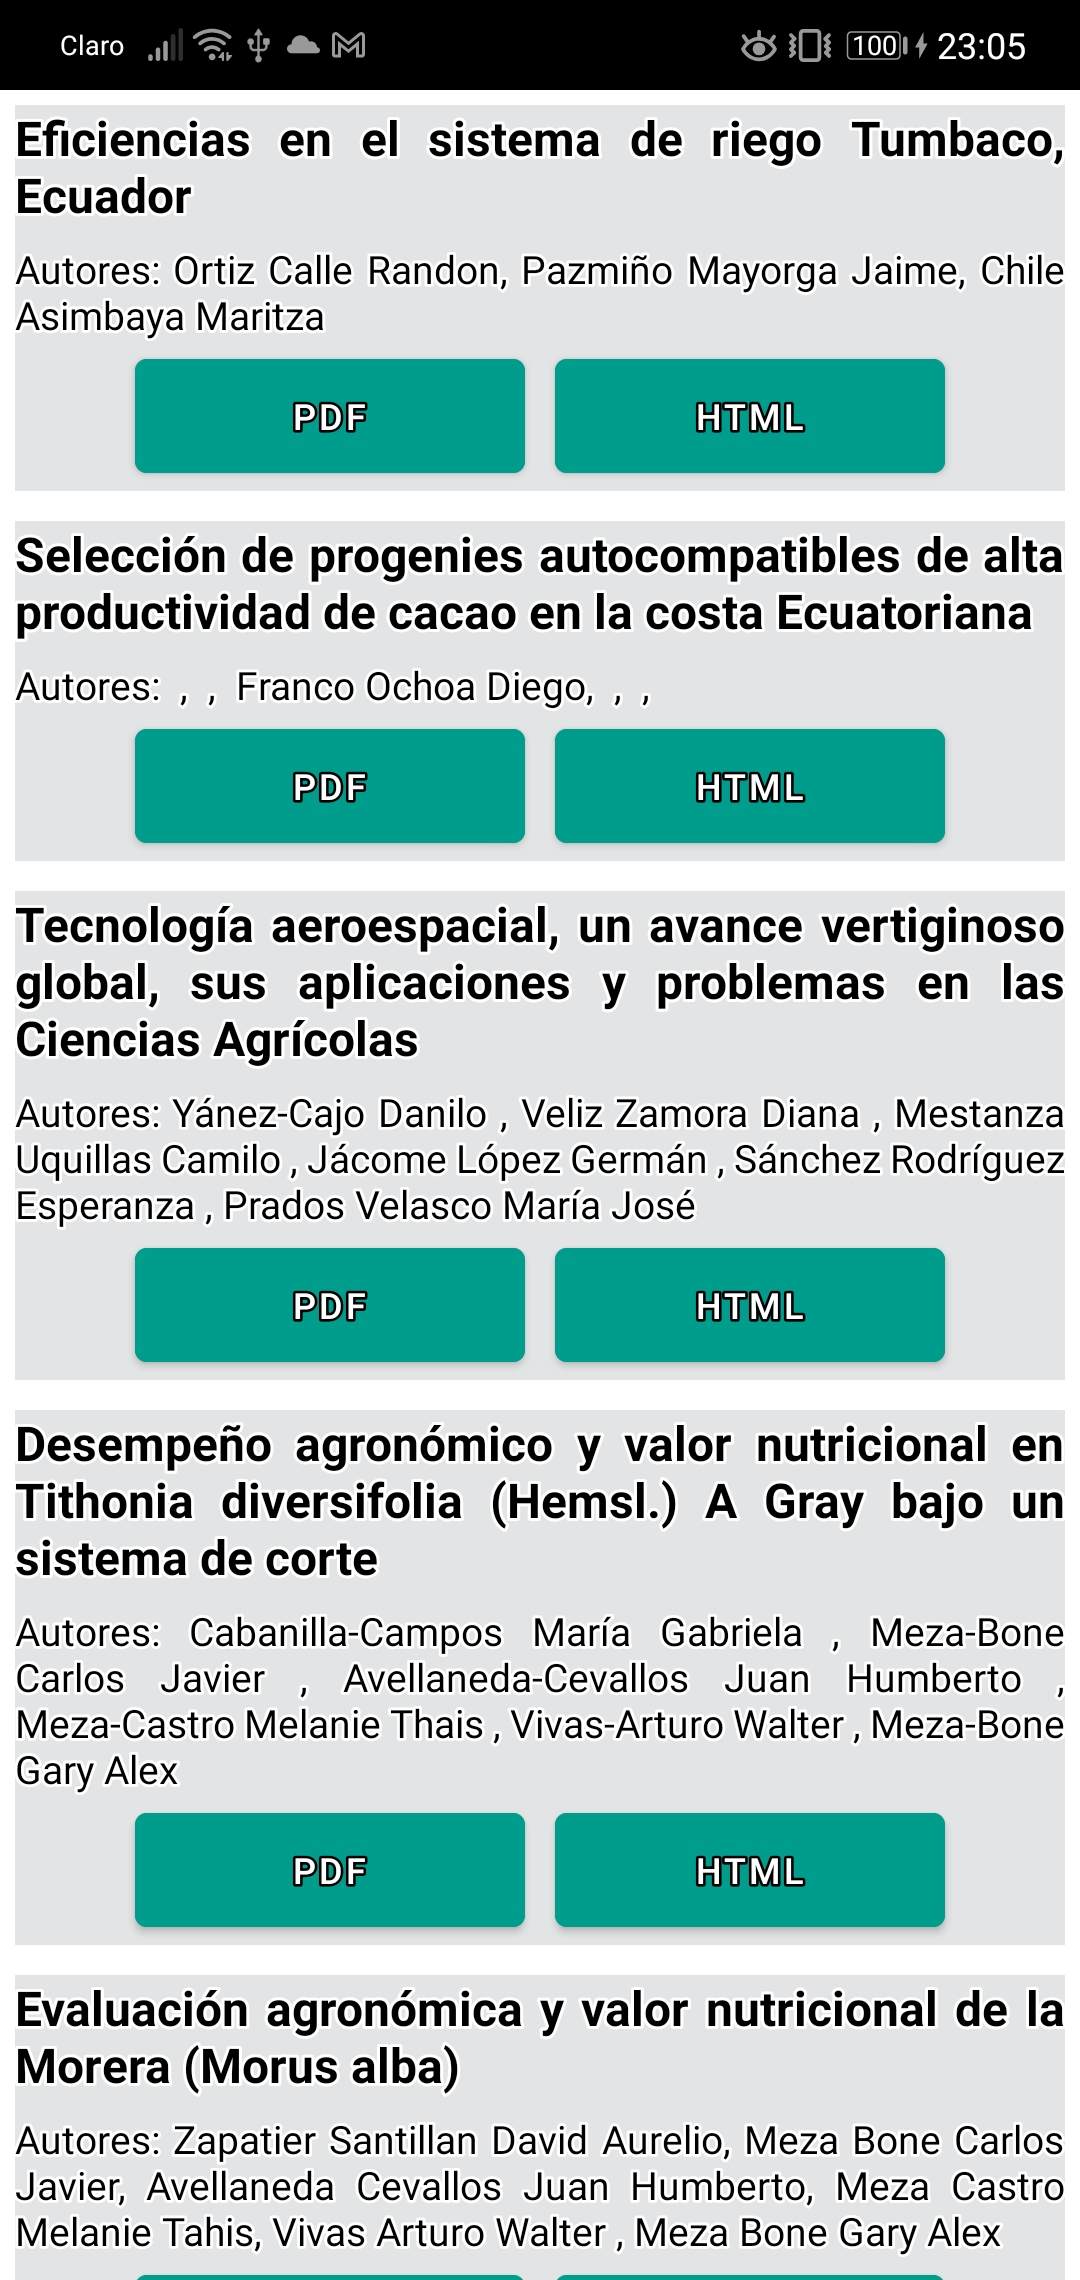 Claro 100 23:05
Eficiencias en el sistema de riego Tumbaco,
Ecuador
Autores: Ortiz Calle Randon, Pazmiño Mayorga Jaime, Chile
Asimbaya Maritza
PDF HTML
Selección de progenies autocompatibles de alta
productividad de cacao en la costa Ecuatoriana
Autores:  ,  ,  Franco Ochoa Diego,  ,  ,
PDF HTML
Tecnología aeroespacial, un avance vertiginoso
global, sus aplicaciones y problemas en las
Ciencias Agrícolas
Autores: Yánez-Cajo Danilo , Veliz Zamora Diana , Mestanza
Uquillas Camilo , Jácome López Germán , Sánchez Rodríguez
Esperanza , Prados Velasco María José
PDF HTML
Desempeño agronómico y valor nutricional en
Tithonia diversifolia (Hemsl.) A Gray bajo un
sistema de corte
Autores: Cabanilla-Campos María Gabriela , Meza-Bone
Carlos Javier , Avellaneda-Cevallos Juan Humberto ,
Meza-Castro Melanie Thais , Vivas-Arturo Walter , Meza-Bone
Gary Alex
PDF HTML
Evaluación agronómica y valor nutricional de la
Morera (Morus alba)
Autores: Zapatier Santillan David Aurelio, Meza Bone Carlos
Javier, Avellaneda Cevallos Juan Humberto, Meza Castro
Melanie Tahis, Vivas Arturo Walter , Meza Bone Gary Alex